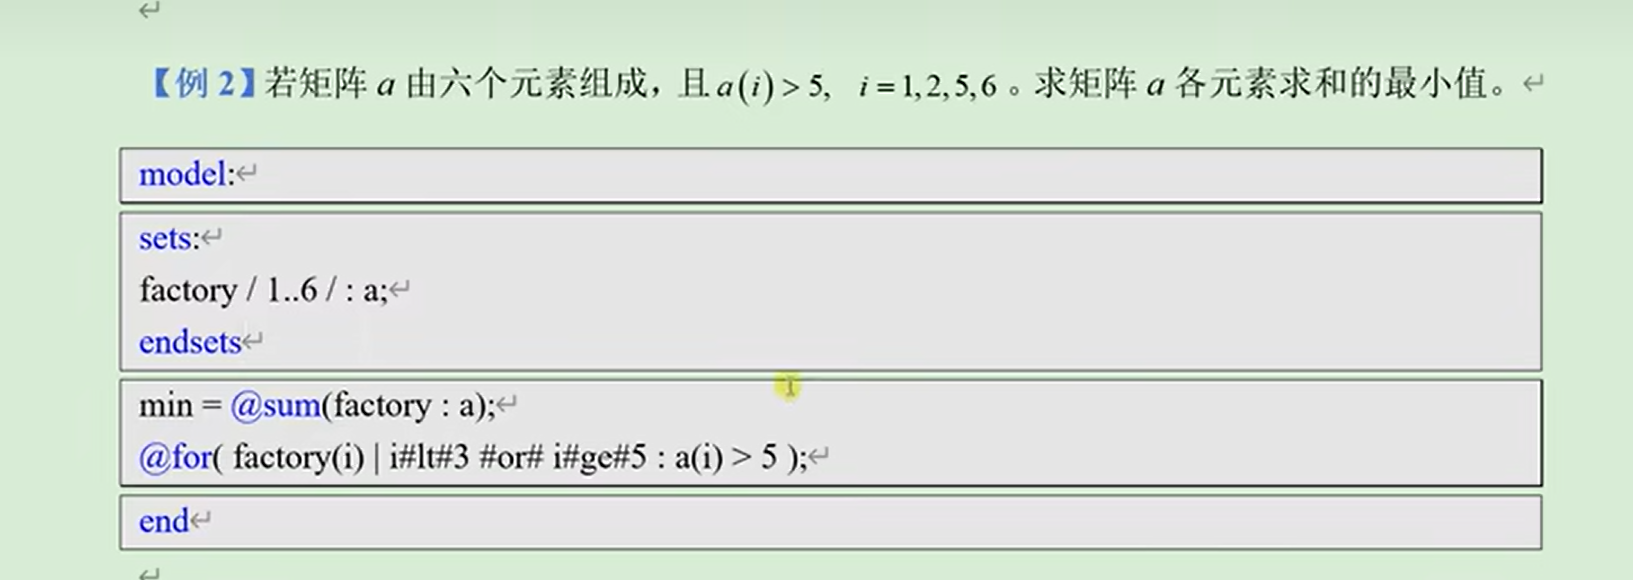 【例 2】若矩阵 a 由六个元素组成，且 a(i) > 5, i = 1,2,5,6 。求矩阵 a 各元素求和的最小值。↵
model:↵
sets:↵
factory / 1..6 / : a;↵
endsets↵
min = @sum(factory : a);↵
@for( factory(i) | i#lt#3 #or# i#ge#5 : a(i) > 5 );↵
end↵